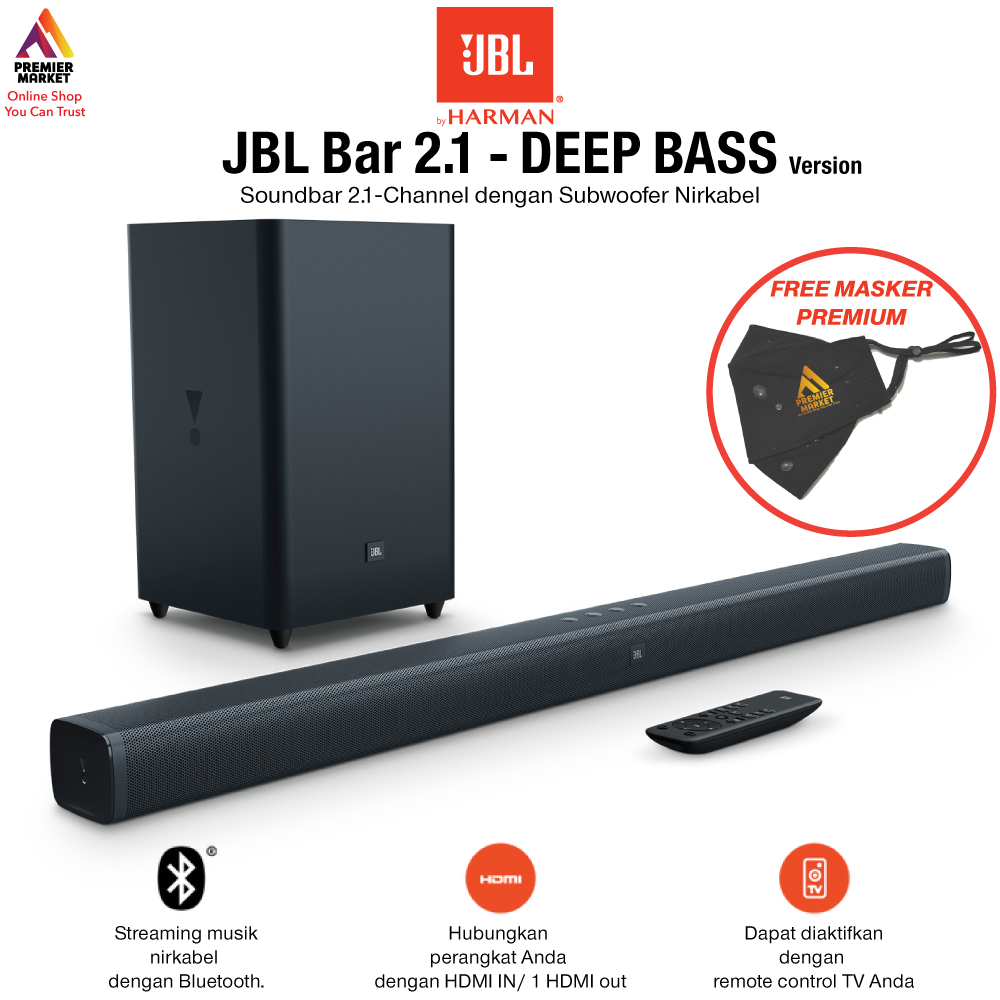 PREMIER
MARKET
Online Shop
You Can Trust
JBL
by HARMAN®
JBL Bar 2.1 - DEEP BASS Version
Soundbar 2.1-Channel dengan Subwoofer Nirkabel
FREE MASKER
PREMIUM
PREMIER
MARKET
JBL
JBL
HDMI
TV
Streaming musik
nirkabel
dengan Bluetooth.
Hubungkan
perangkat Anda
dengan HDMI IN/ 1 HDMI out
Dapat diaktifkan
dengan
remote control TV Anda